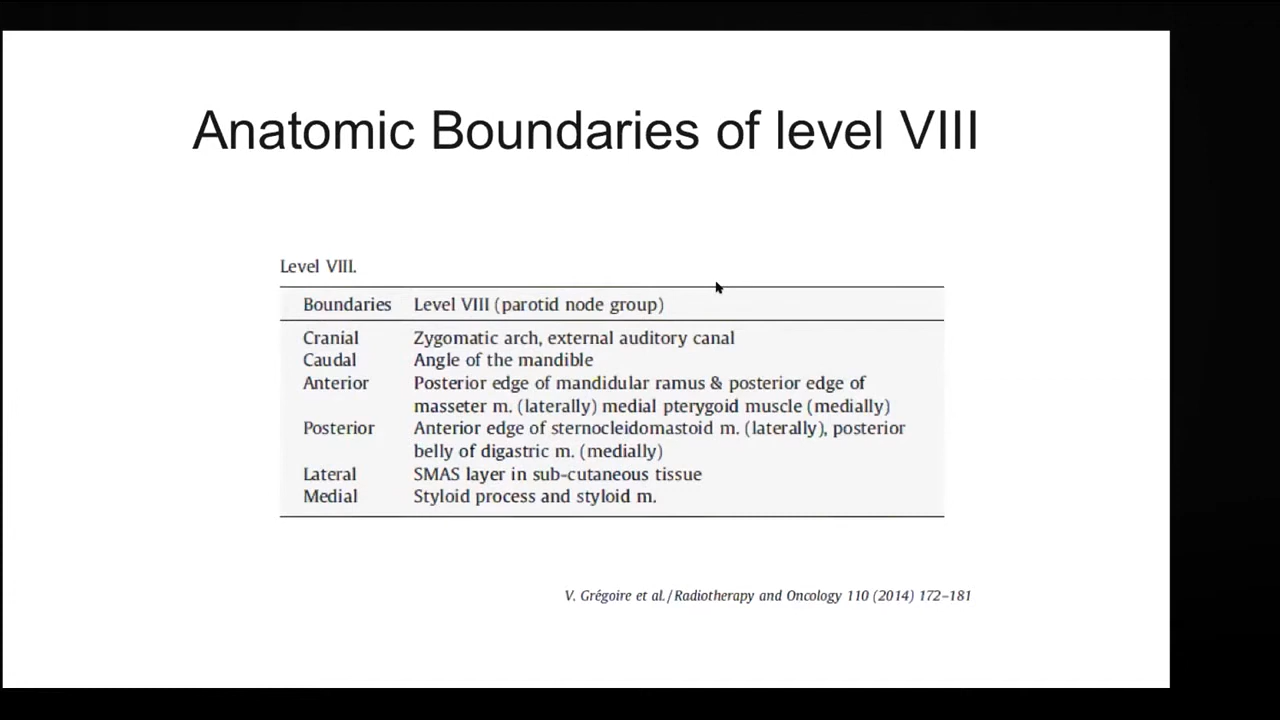 Anatomic Boundaries of level VIII
Level VIII.
Boundaries Level VIII (parotid node group)
Cranial Zygomatic arch, external auditory canal
Caudal Angle of the mandible
Anterior Posterior edge of mandidular ramus & posterior edge of
masseter m. (laterally) medial pterygoid muscle (medially)
Posterior Anterior edge of sternocleidomastoid m. (laterally), posterior
belly of digastric m. (medially)
Lateral SMAS layer in sub-cutaneous tissue
Medial Styloid process and styloid m.
V. Grégoire et al. / Radiotherapy and Oncology 110 (2014) 172–181